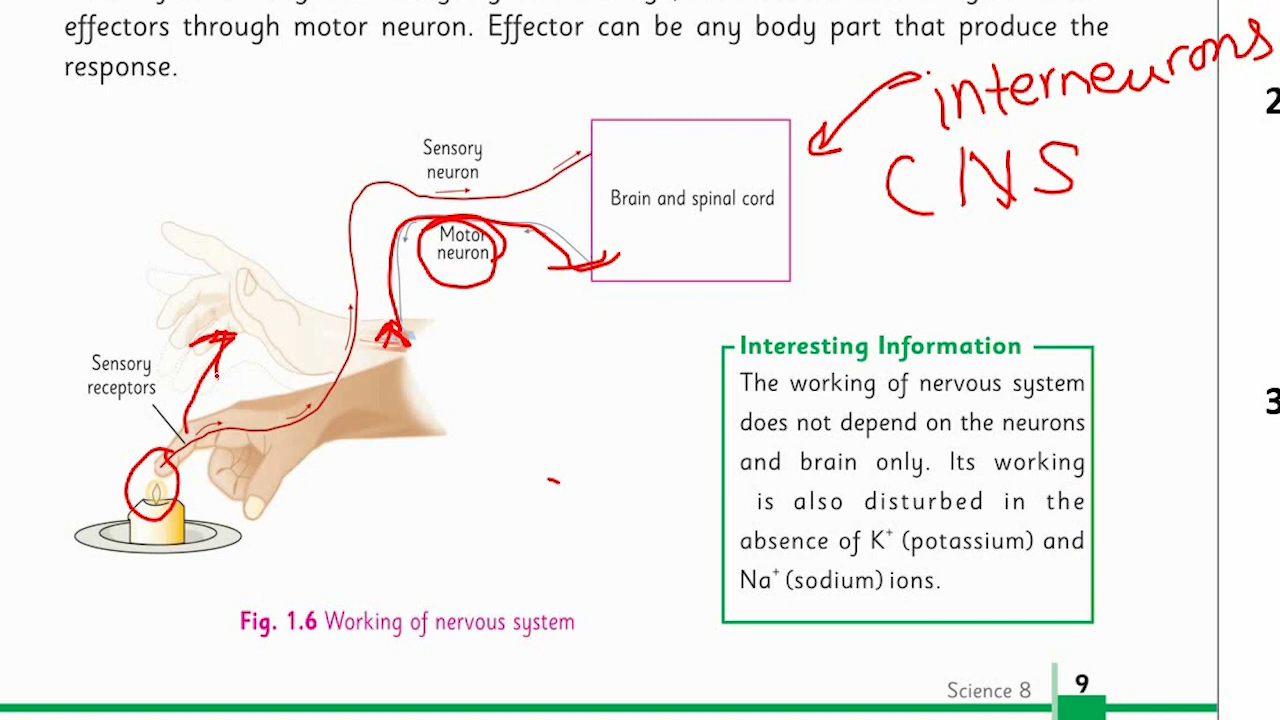 effectors through motor neuron. Effector can be any body part that produce the
response.
interneurons
CNS
2
Sensory
neuron
Brain and spinal cord
Motor
neuron
Sensory
receptors
Interesting Information
The working of nervous system
does not depend on the neurons
and brain only. Its working
is also disturbed in the
absence of K⁺ (potassium) and
Na⁺ (sodium) ions.
3
Fig. 1.6 Working of nervous system
Science 8
9